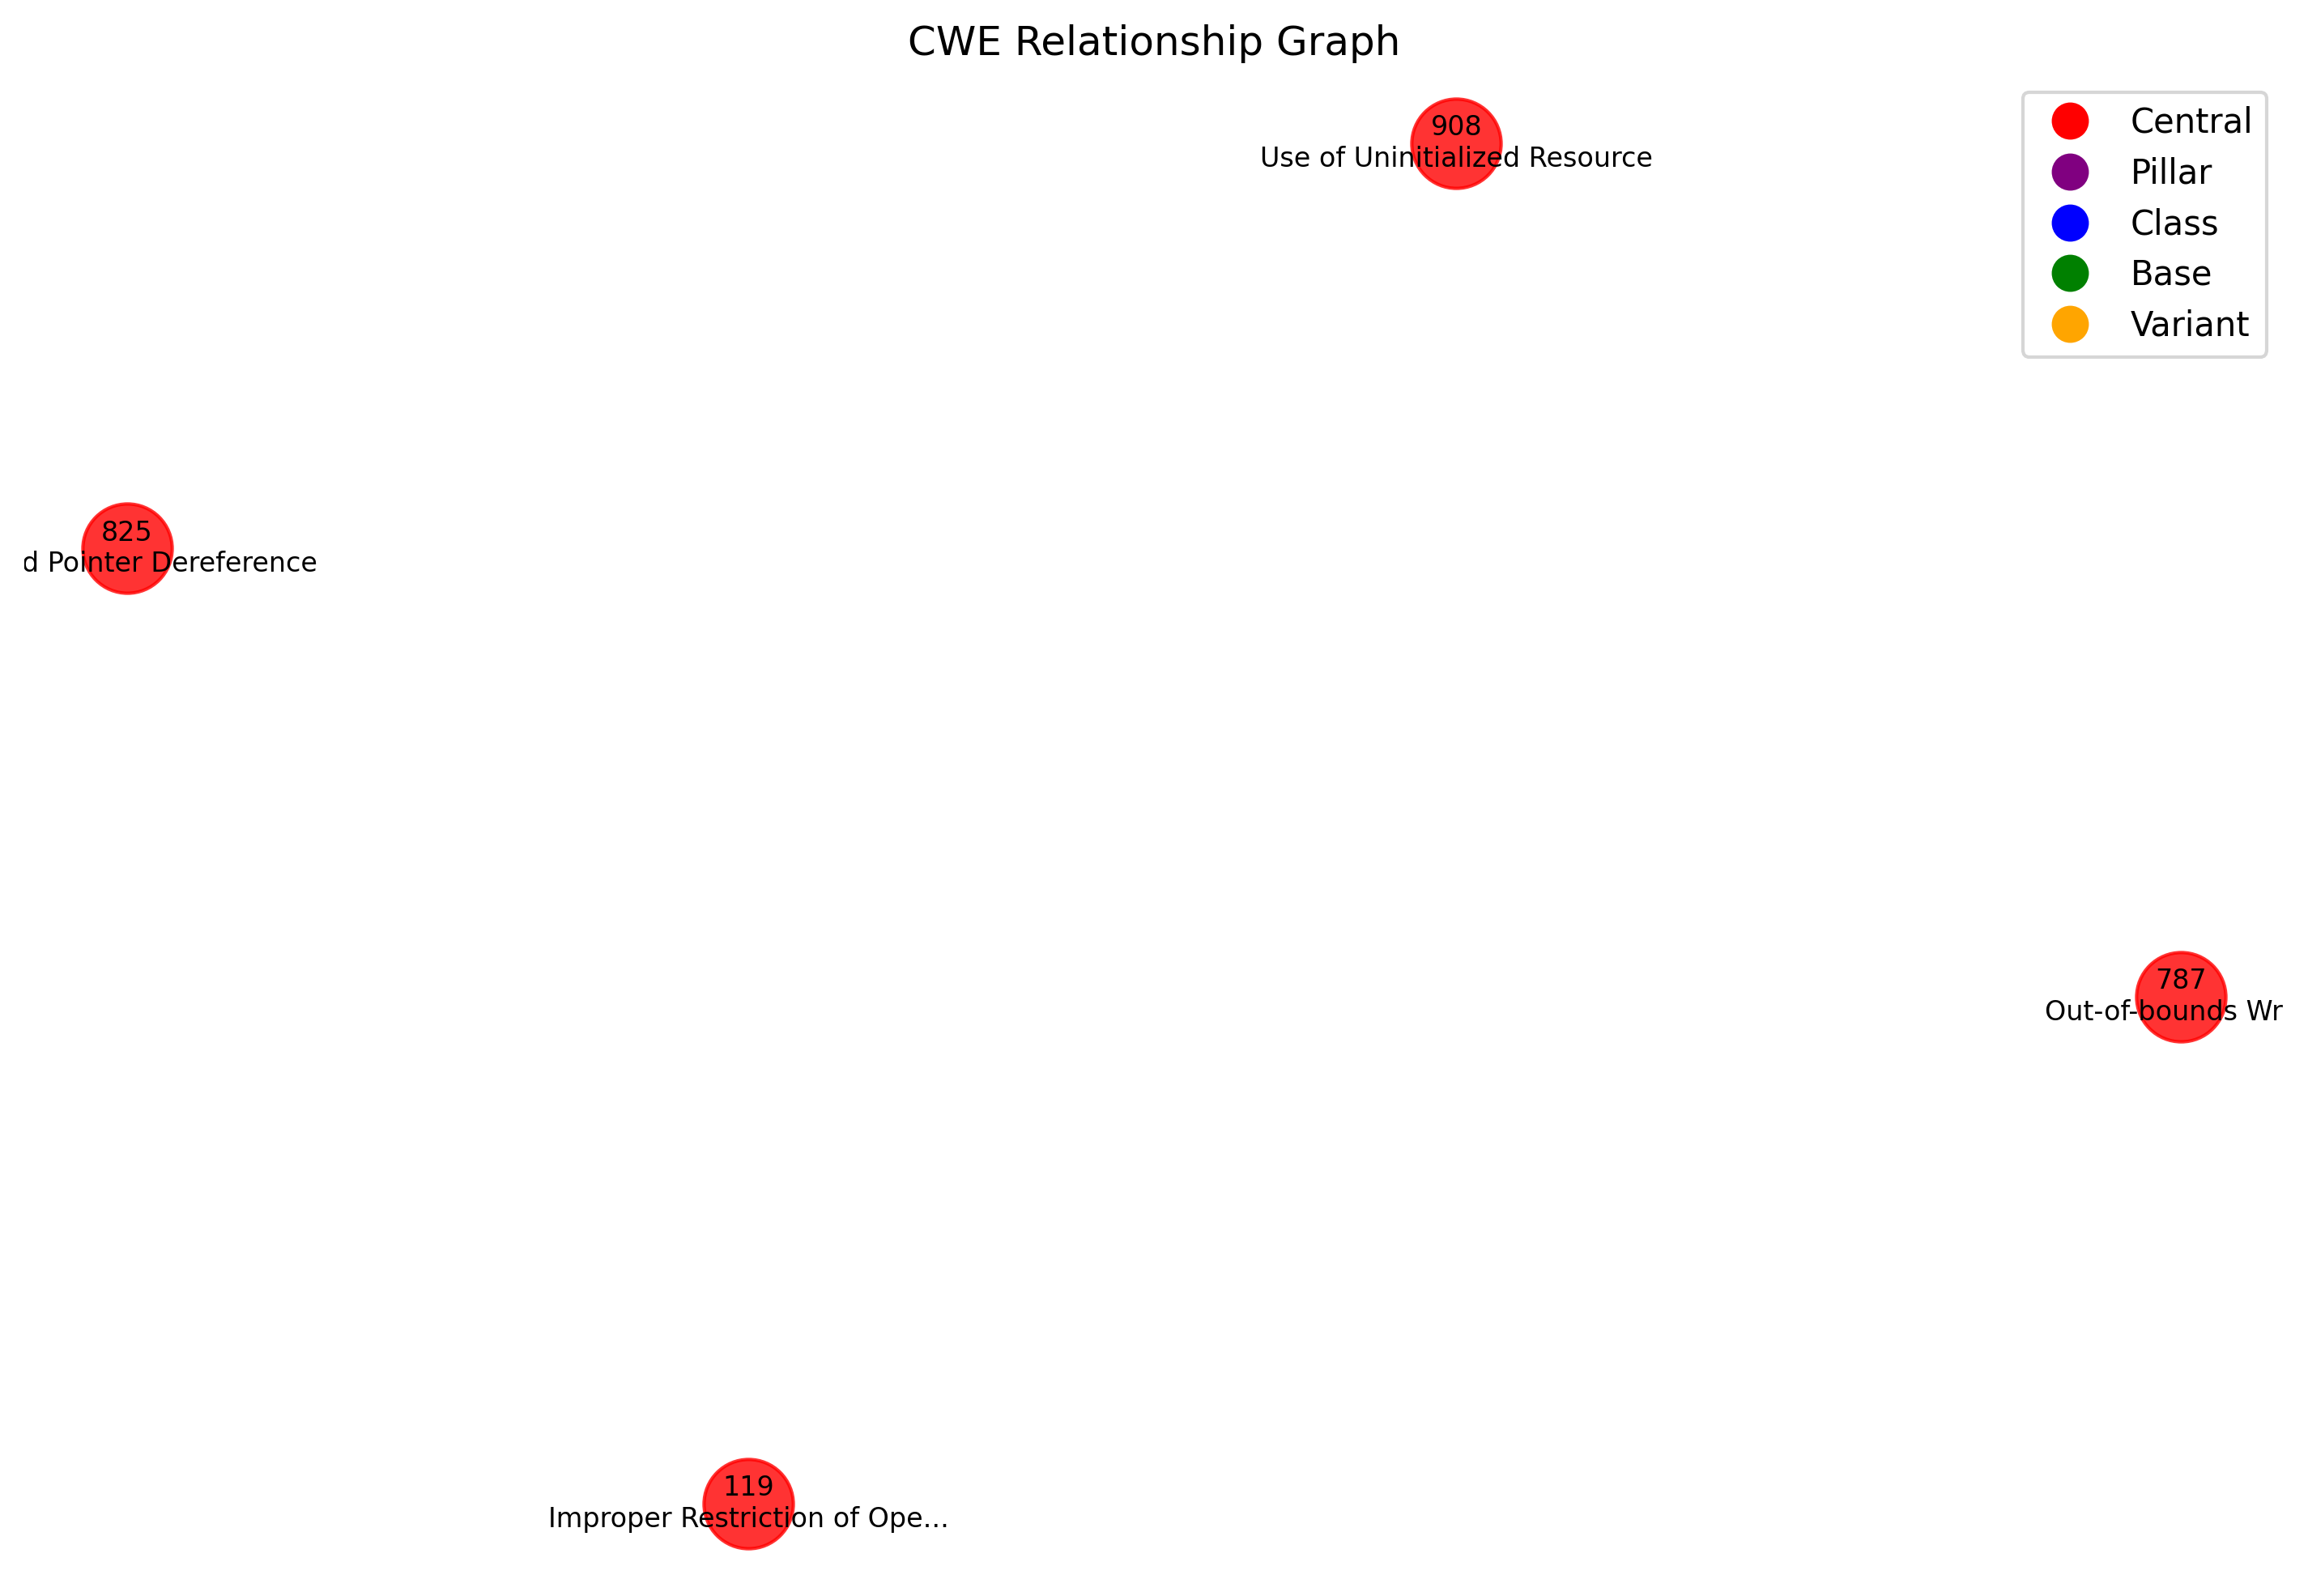 CWE Relationship Graph
908
Use of Uninitialized Resource
Central
Pillar
Class
Base
Variant
825
d Pointer Dereference
787
Out-of-bounds Wr
119
Improper Restriction of Ope...